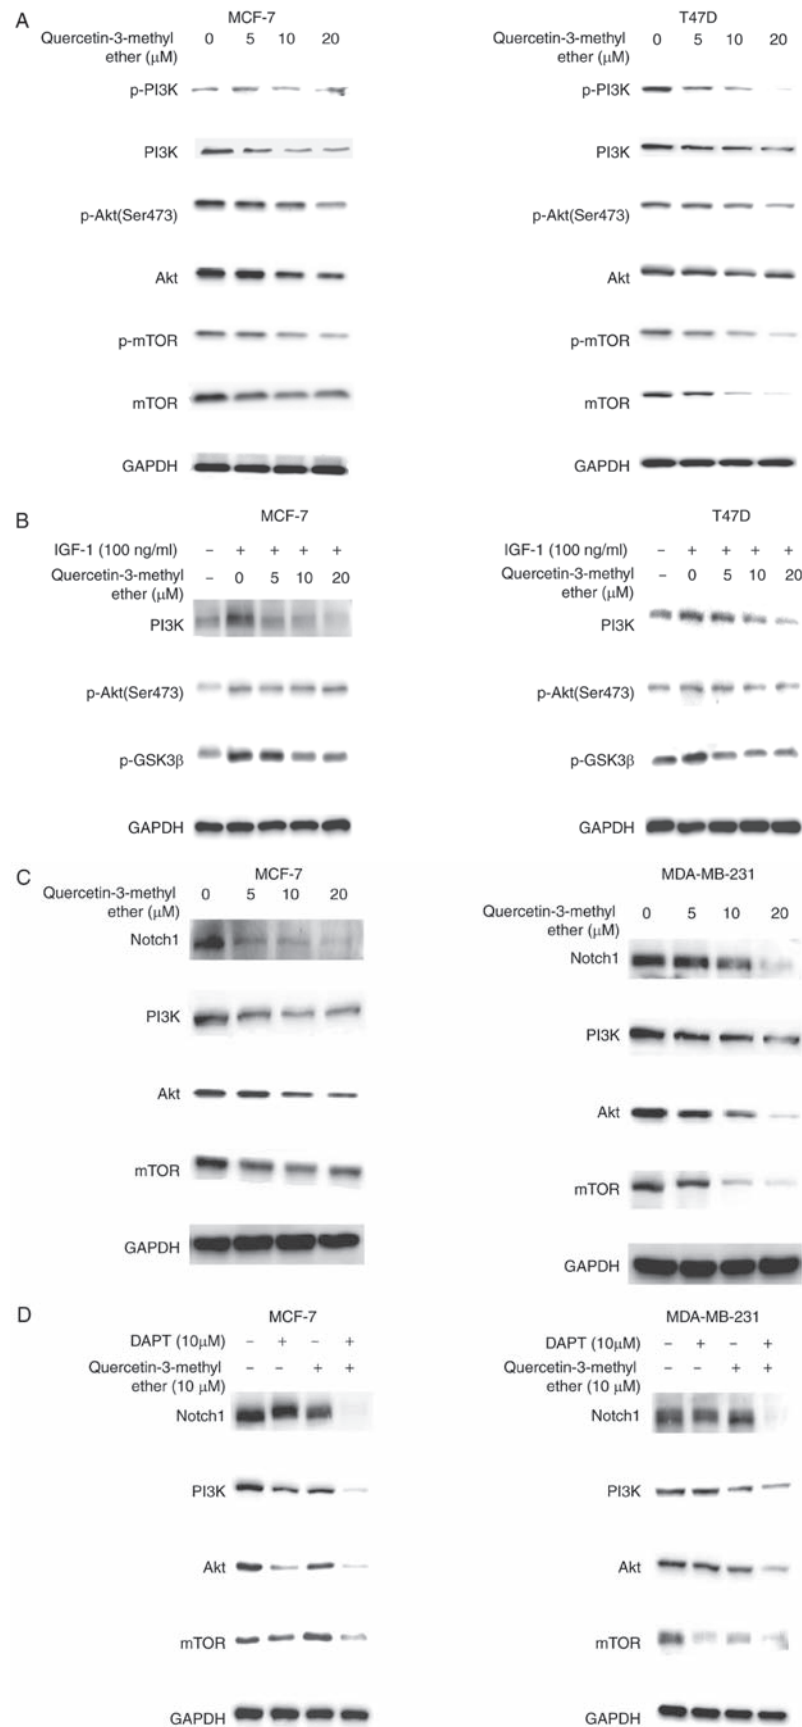 A
MCF-7
Quercetin-3-methyl 0 5 10 20
ether (μM)
p-PI3K
PI3K
p-Akt(Ser473)
Akt
p-mTOR
mTOR
GAPDH
T47D
Quercetin-3-methyl 0 5 10 20
ether (μM)
p-PI3K
PI3K
p-Akt(Ser473)
Akt
p-mTOR
mTOR
GAPDH
B
MCF-7
IGF-1 (100 ng/ml) – + + + +
Quercetin-3-methyl – 0 5 10 20
ether (μM)
PI3K
p-Akt(Ser473)
p-GSK3β
GAPDH
T47D
IGF-1 (100 ng/ml) – + + + +
Quercetin-3-methyl – 0 5 10 20
ether (μM)
PI3K
p-Akt(Ser473)
p-GSK3β
GAPDH
C
MCF-7
Quercetin-3-methyl 0 5 10 20
ether (μM)
Notch1
PI3K
Akt
mTOR
GAPDH
MDA-MB-231
Quercetin-3-methyl 0 5 10 20
ether (μM)
Notch1
PI3K
Akt
mTOR
GAPDH
D
MCF-7
DAPT (10μM) – + – +
Quercetin-3-methyl – – + +
ether (10 μM)
Notch1
PI3K
Akt
mTOR
GAPDH
MDA-MB-231
DAPT (10μM) – + – +
Quercetin-3-methyl – – + +
ether (10 μM)
Notch1
PI3K
Akt
mTOR
GAPDH